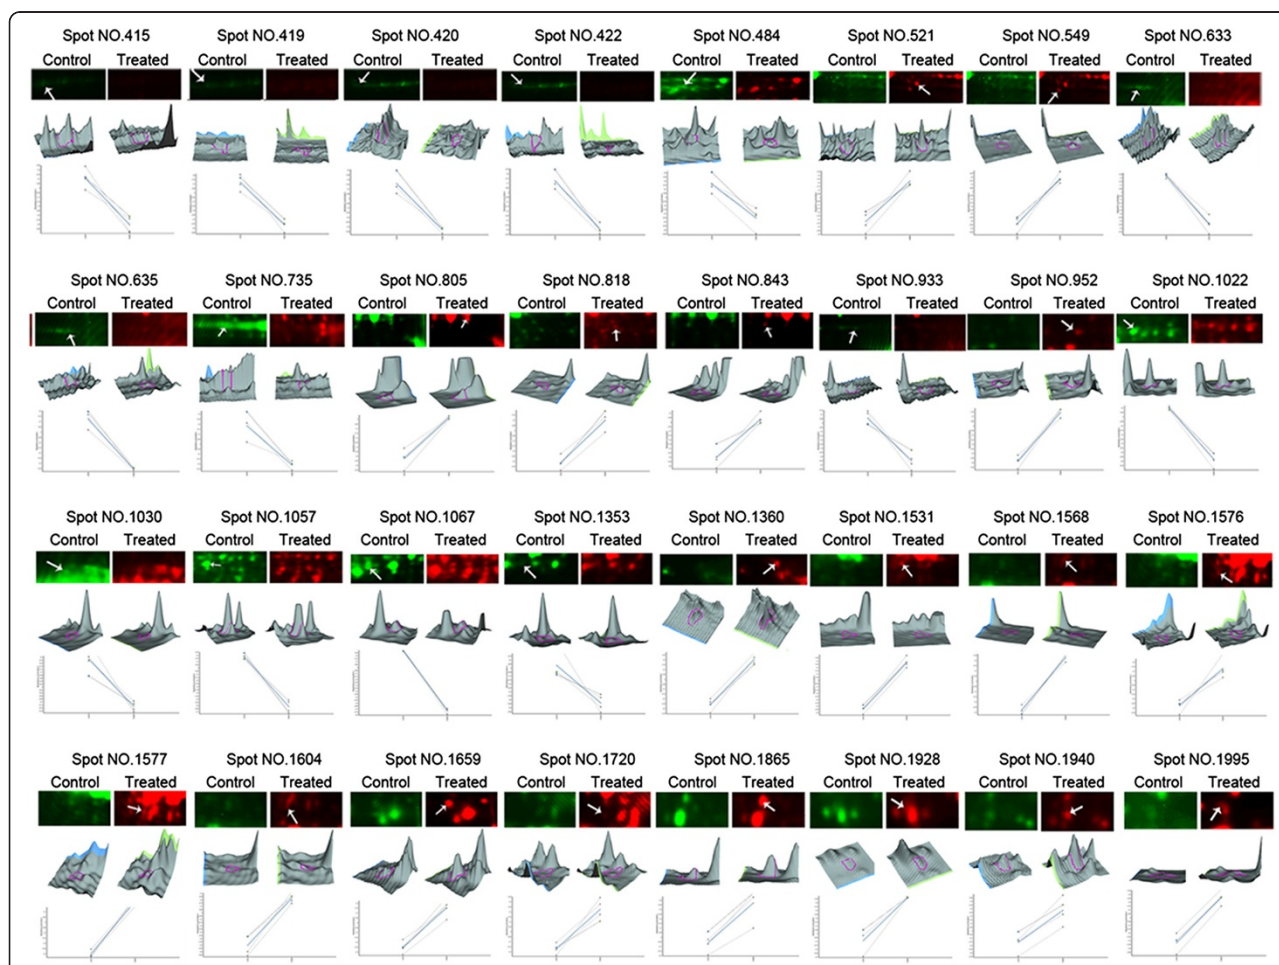 Spot NO.415 Spot NO.419 Spot NO.420 Spot NO.422 Spot NO.484 Spot NO.521 Spot NO.549 Spot NO.633
Control Treated Control Treated Control Treated Control Treated Control Treated Control Treated Control Treated Control Treated
Spot NO.635 Spot NO.735 Spot NO.805 Spot NO.818 Spot NO.843 Spot NO.933 Spot NO.952 Spot NO.1022
Control Treated Control Treated Control Treated Control Treated Control Treated Control Treated Control Treated Control Treated
Spot NO.1030 Spot NO.1057 Spot NO.1067 Spot NO.1353 Spot NO.1360 Spot NO.1531 Spot NO.1568 Spot NO.1576
Control Treated Control Treated Control Treated Control Treated Control Treated Control Treated Control Treated Control Treated
Spot NO.1577 Spot NO.1604 Spot NO.1659 Spot NO.1720 Spot NO.1865 Spot NO.1928 Spot NO.1940 Spot NO.1995
Control Treated Control Treated Control Treated Control Treated Control Treated Control Treated Control Treated Control Treated